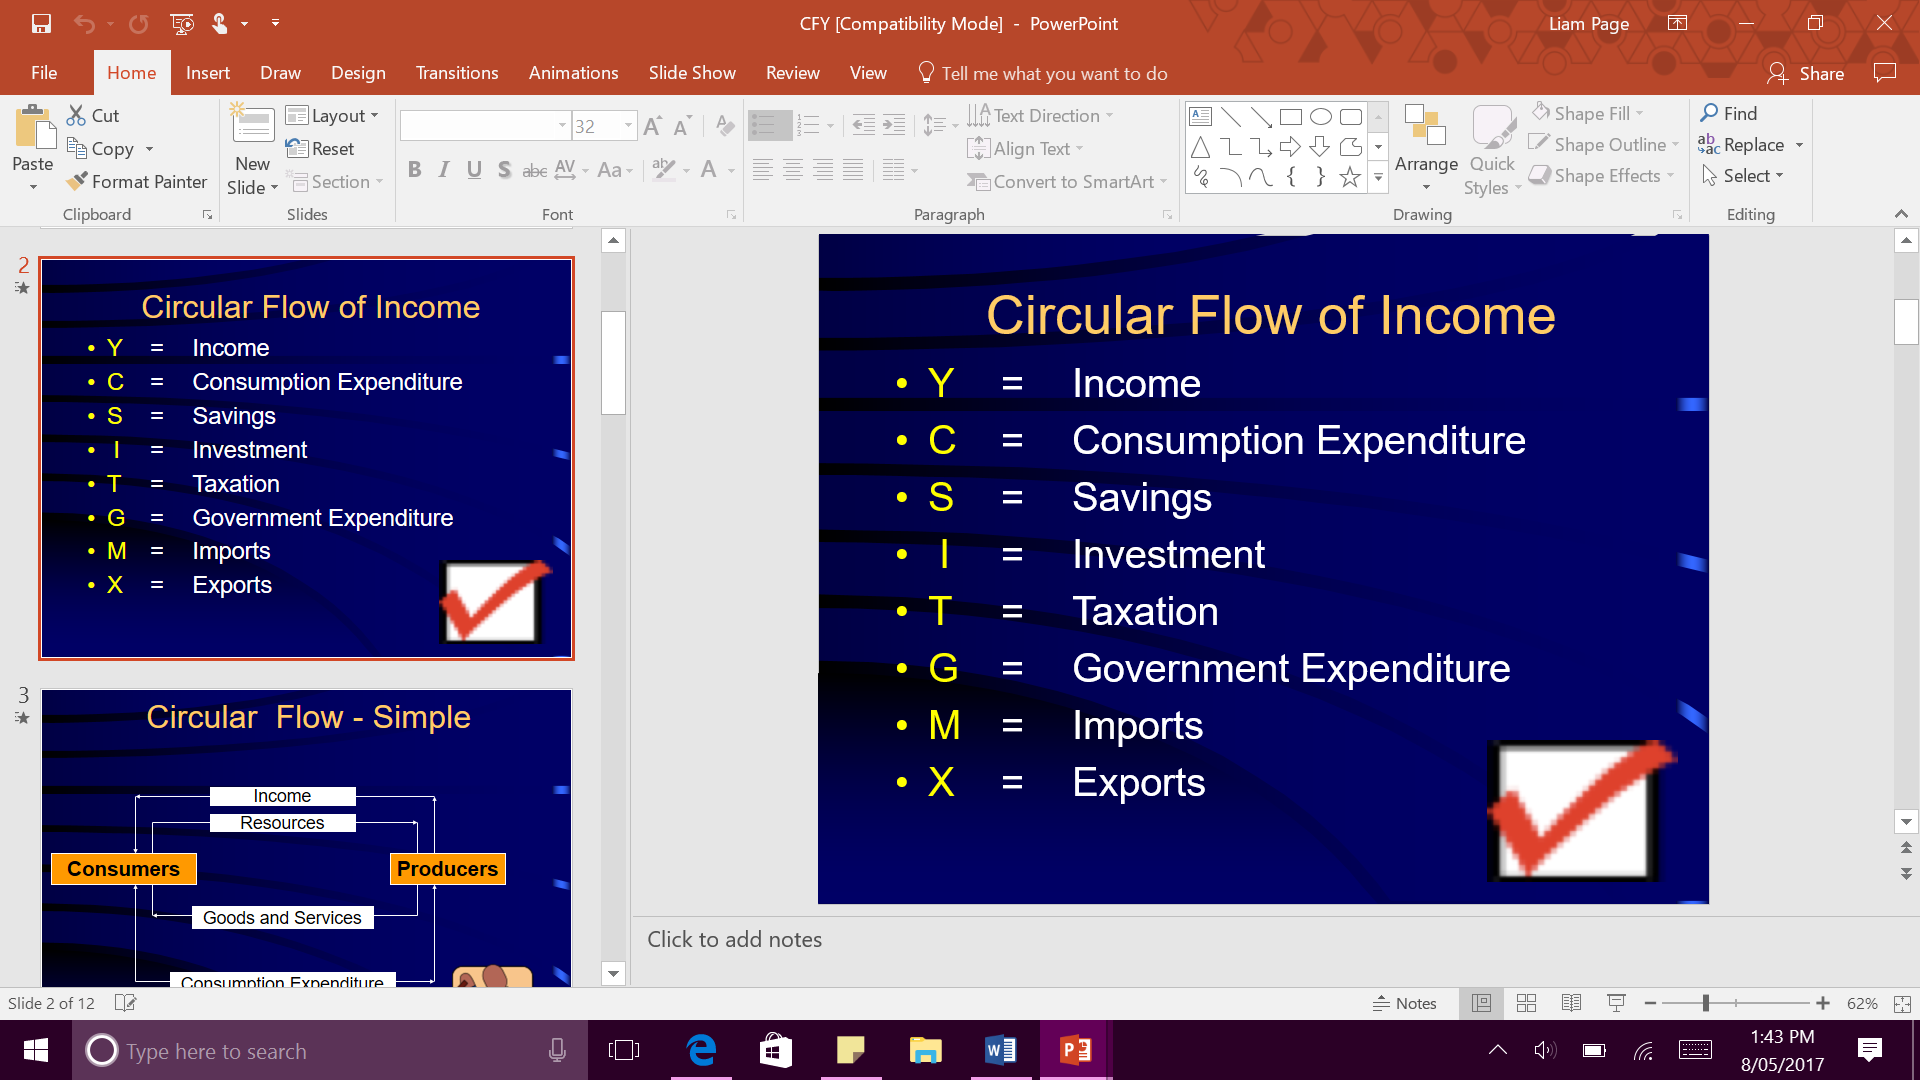 CFY [Compatibility Mode] - PowerPoint
Liam Page
File Home Insert Draw Design Transitions Animations Slide Show Review View Tell me what you want to do Share
Paste
Cut
Copy
Format Painter
Clipboard
New Slide
Layout
Reset
Section
Slides
32
B I U S abc AV Aa ab A
Font
Text Direction
Align Text
Convert to SmartArt
Paragraph
Arrange
Quick Styles
Shape Fill
Shape Outline
Shape Effects
Drawing
Find
Replace
Select
Editing
2
Circular Flow of Income
• Y = Income
• C = Consumption Expenditure
• S = Savings
• I = Investment
• T = Taxation
• G = Government Expenditure
• M = Imports
• X = Exports
3
Circular Flow - Simple
Income
Resources
Consumers
Producers
Goods and Services
Consumption Expenditure
Circular Flow of Income
• Y = Income
• C = Consumption Expenditure
• S = Savings
• I = Investment
• T = Taxation
• G = Government Expenditure
• M = Imports
• X = Exports
Click to add notes
Slide 2 of 12
Notes
62%
Type here to search
1:43 PM
8/05/2017